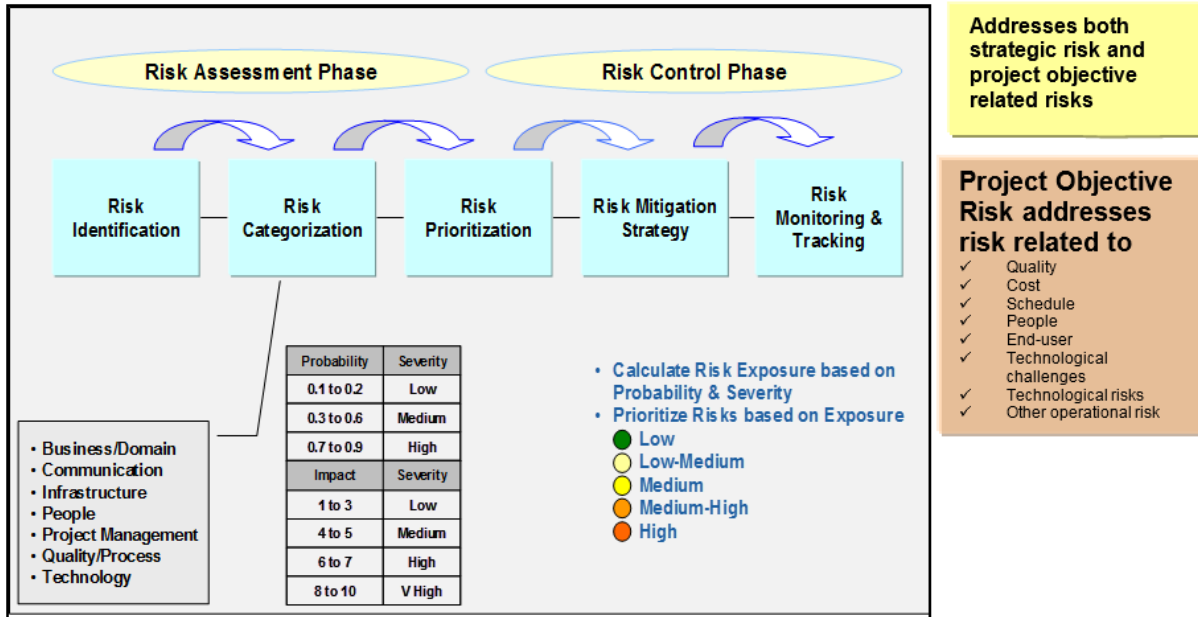 Risk Assessment Phase
Risk Control Phase
Risk
Identification
Risk
Categorization
Risk
Prioritization
Risk Mitigation
Strategy
Risk
Monitoring &
Tracking
• Business/Domain
• Communication
• Infrastructure
• People
• Project Management
• Quality/Process
• Technology
Probability Severity
0.1 to 0.2 Low
0.3 to 0.6 Medium
0.7 to 0.9 High
Impact Severity
1 to 3 Low
4 to 5 Medium
6 to 7 High
8 to 10 V High
• Calculate Risk Exposure based on
Probability & Severity
• Prioritize Risks based on Exposure
Low
Low-Medium
Medium
Medium-High
High
Addresses both
strategic risk and
project objective
related risks
Project Objective
Risk addresses
risk related to
✓ Quality
✓ Cost
✓ Schedule
✓ People
✓ End-user
✓ Technological
challenges
✓ Technological risks
✓ Other operational risk